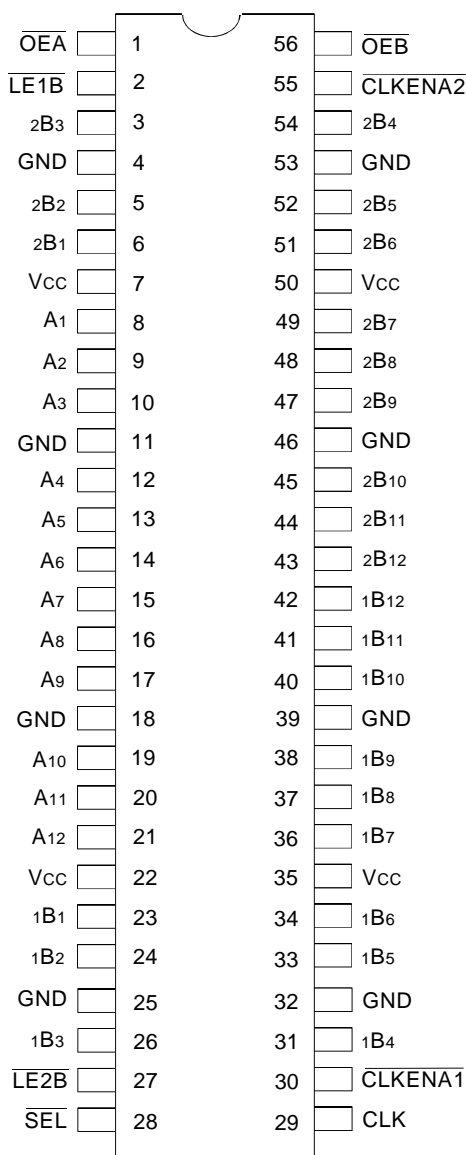 OEA 1 56 OEB
LE1B 2 55 CLKENA2
2B3 3 54 2B4
GND 4 53 GND
2B2 5 52 2B5
2B1 6 51 2B6
VCC 7 50 VCC
A1 8 49 2B7
A2 9 48 2B8
A3 10 47 2B9
GND 11 46 GND
A4 12 45 2B10
A5 13 44 2B11
A6 14 43 2B12
A7 15 42 1B12
A8 16 41 1B11
A9 17 40 1B10
GND 18 39 GND
A10 19 38 1B9
A11 20 37 1B8
A12 21 36 1B7
VCC 22 35 VCC
1B1 23 34 1B6
1B2 24 33 1B5
GND 25 32 GND
1B3 26 31 1B4
LE2B 27 30 CLKENA1
SEL 28 29 CLK